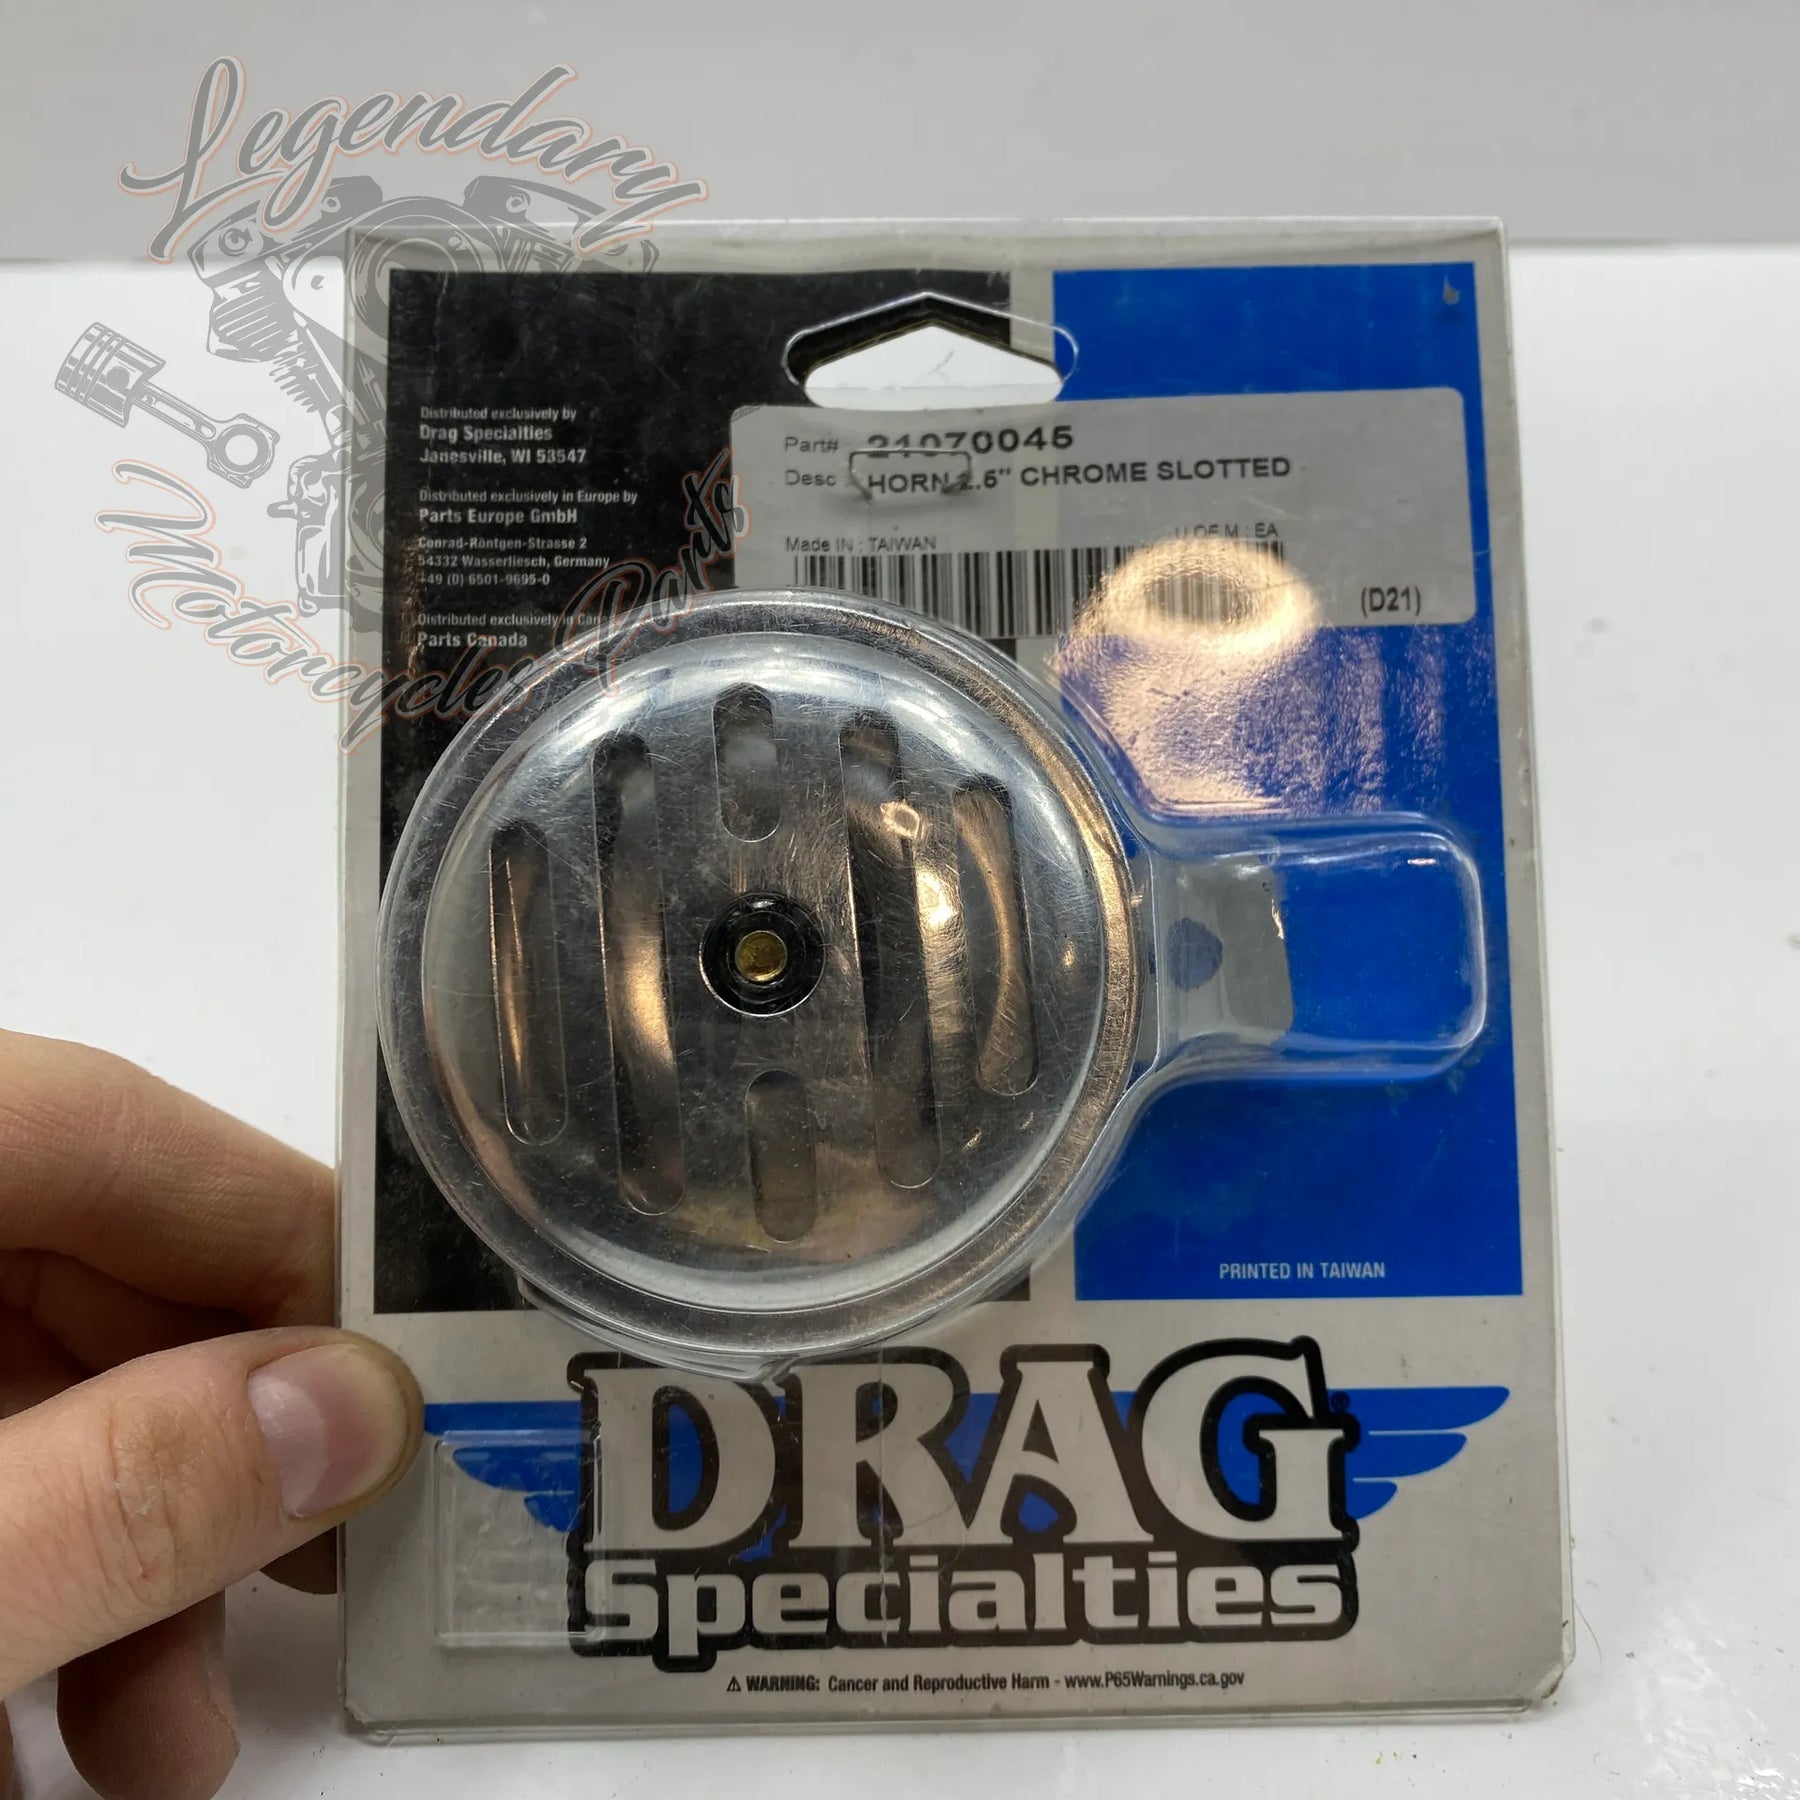 Legendary
Motorcycles Parts
Distributed exclusively by
Drag Specialties
Janesville, WI 53547
Distributed exclusively in Europe by
Parts Europe GmbH
Conrad-Röntgen-Strasse 2
54332 Wasserliesch, Germany
+49 (0) 6501-9695-0
Distributed exclusively in
Parts Canada
Part# : 21070045
Desc : HORN 2.5" CHROME SLOTTED
Made IN : TAIWAN
U OF M : EA
(D21)
PRINTED IN TAIWAN
DRAG®
Specialties
⚠ WARNING: Cancer and Reproductive Harm - www.P65Warnings.ca.gov